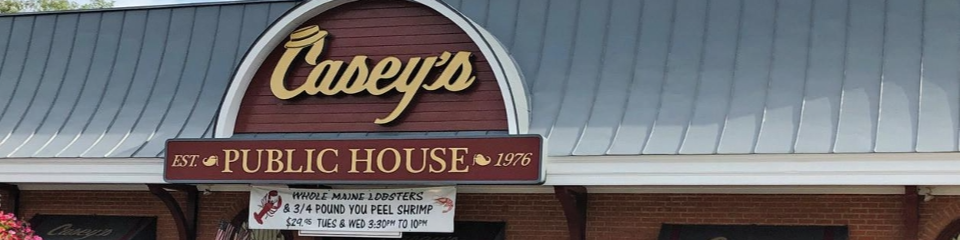 Casey's
EST. PUBLIC HOUSE 1976
WHOLE MAINE LOBSTERS
& 3/4 POUND YOU PEEL SHRIMP
$29.95 TUES & WED 3:30PM TO 10PM
Casey's